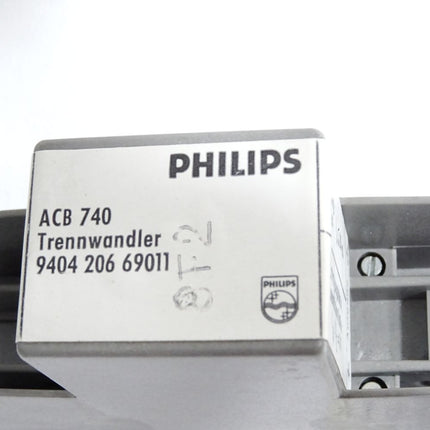 PHILIPS
ACB 740
Trennwandler
9404 206 69011
PHILIPS